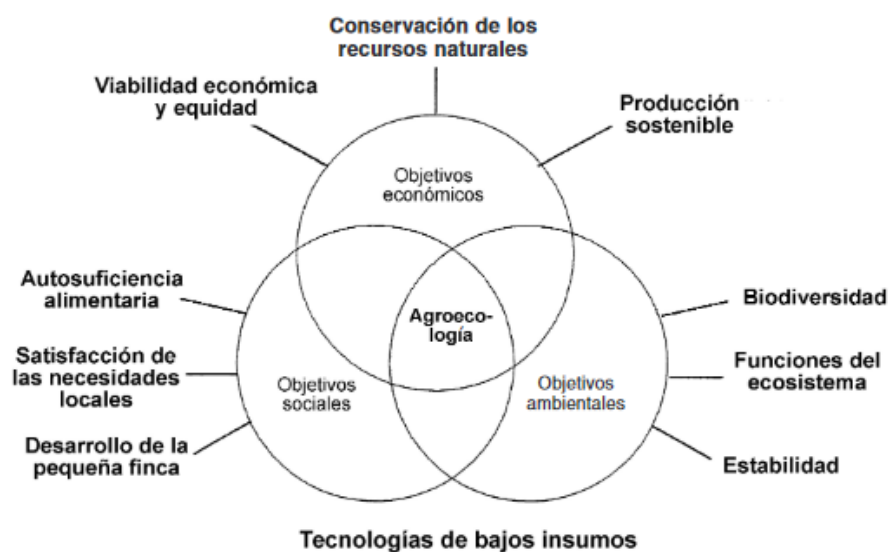 Conservación de los
recursos naturales
Viabilidad económica
y equidad
Producción
sostenible
Objetivos
económicos
Autosuficiencia
alimentaria
Satisfacción de
las necesidades
locales
Desarrollo de la
pequeña finca
Objetivos
sociales
Agroeco-
logía
Objetivos
ambientales
Biodiversidad
Funciones del
ecosistema
Estabilidad
Tecnologías de bajos insumos